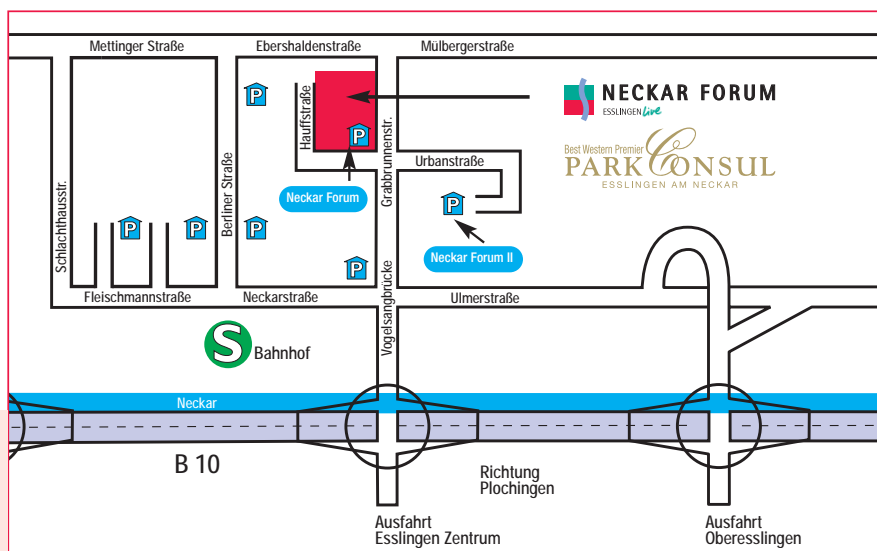 Mettinger Straße
Ebershaldenstraße
Mülbergerstraße
P
Hauffstraße
P
NECKAR FORUM
ESSLINGEN live
Best Western Premier
PARK CONSUL
ESSLINGEN AM NECKAR
Grabbrunnenstr.
Urbanstraße
Neckar Forum
P
Neckar Forum II
Schlachthausstr.
Berliner Straße
P
P
P
P
Fleischmannstraße
Neckarstraße
Ulmerstraße
Vogelsangbrücke
S
Bahnhof
Neckar
B 10
Richtung
Plochingen
Ausfahrt
Esslingen Zentrum
Ausfahrt
Oberesslingen